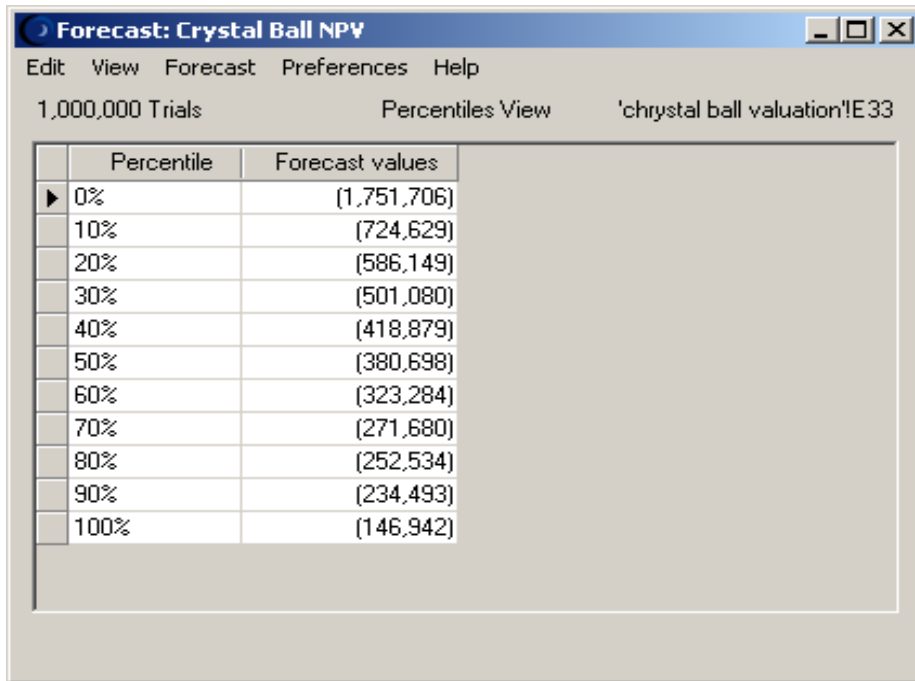 Forecast: Crystal Ball NPV
Edit View Forecast Preferences Help
1,000,000 Trials Percentiles View 'chrystal ball valuation'!E33
Percentile Forecast values
0% (1,751,706)
10% (724,629)
20% (586,149)
30% (501,080)
40% (418,879)
50% (380,698)
60% (323,284)
70% (271,680)
80% (252,534)
90% (234,493)
100% (146,942)